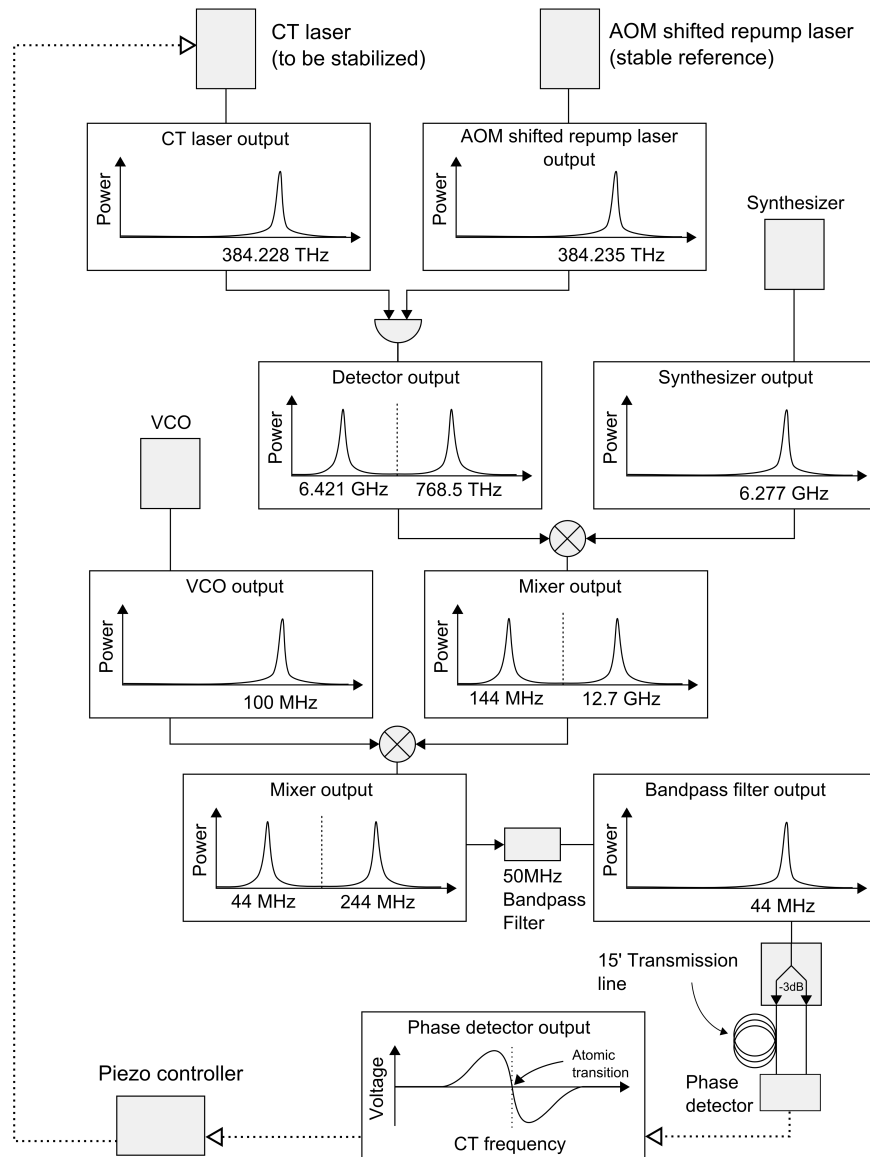 CT laser
(to be stabilized)
AOM shifted repump laser
(stable reference)
CT laser output
Power
384.228 THz
AOM shifted repump laser
output
Power
384.235 THz
Synthesizer
Detector output
Power
6.421 GHz
768.5 THz
Synthesizer output
Power
6.277 GHz
VCO
VCO output
Power
100 MHz
Mixer output
Power
144 MHz
12.7 GHz
Mixer output
Power
44 MHz
244 MHz
50MHz
Bandpass
Filter
Bandpass filter output
Power
44 MHz
15' Transmission
line
-3dB
Phase
detector
Phase detector output
Voltage
Atomic
transition
CT frequency
Piezo controller